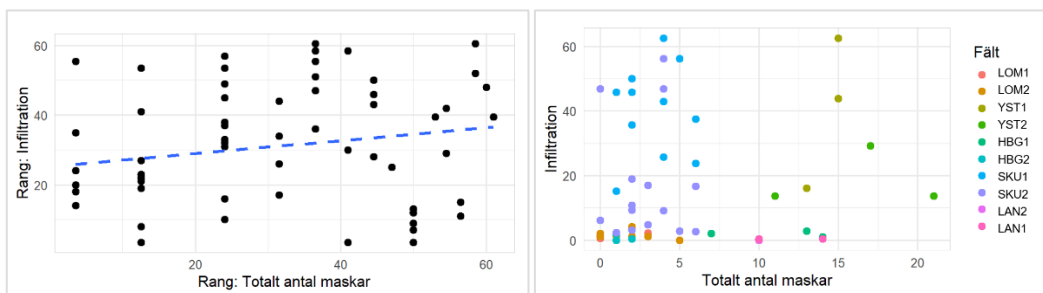 60
40
20
Rang: Infiltration
20
40
60
Rang: Totalt antal maskar
60
40
20
0
Infiltration
0
5
10
15
20
Totalt antal maskar
Fält
LOM1
LOM2
YST1
YST2
HBG1
HBG2
SKU1
SKU2
LAN2
LAN1